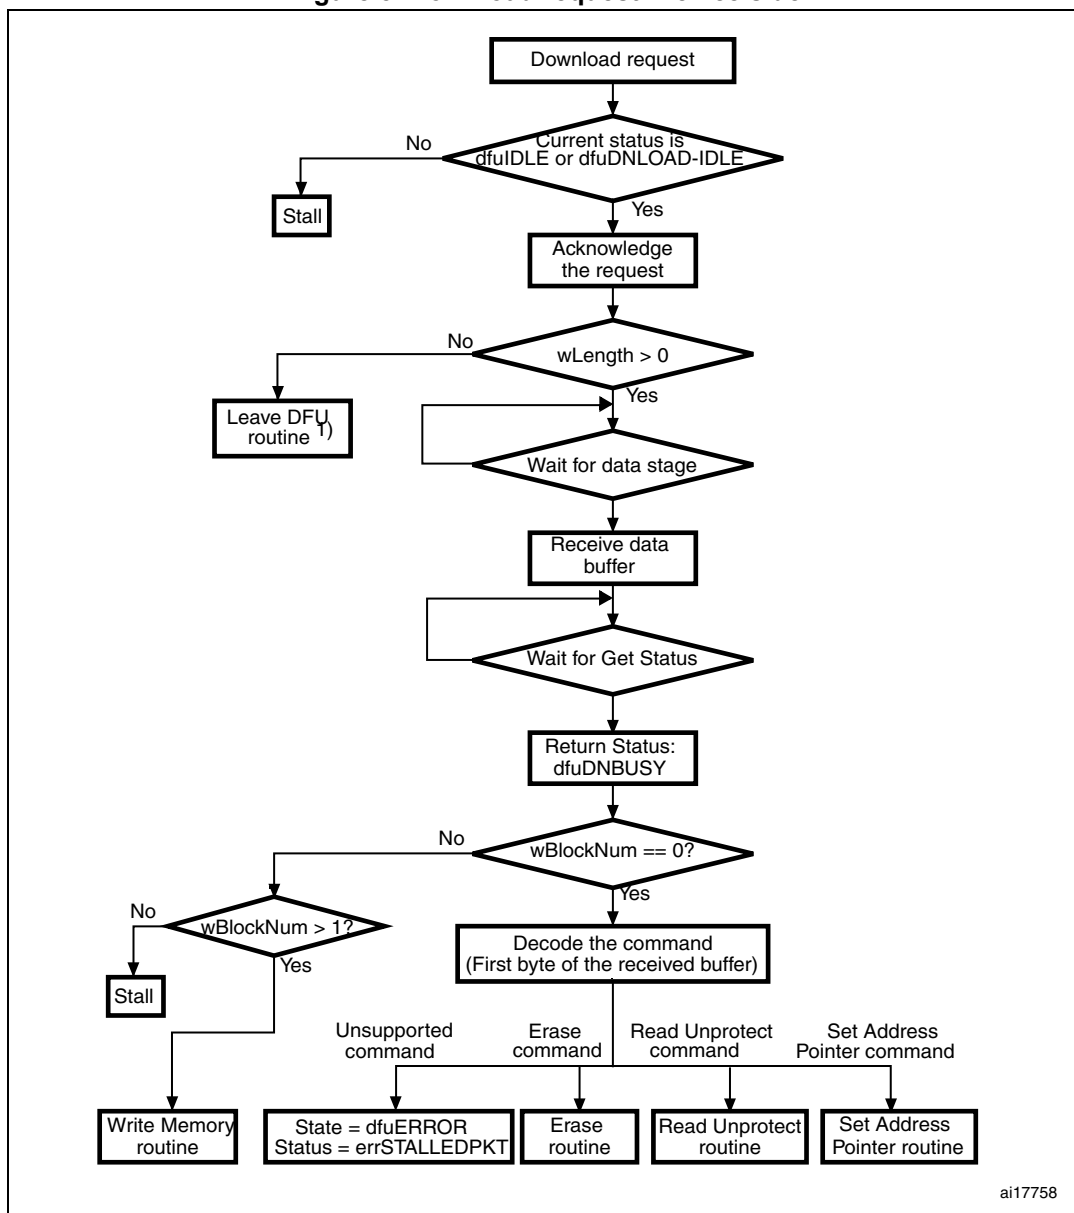 Download request
Current status is
dfuIDLE or dfuDNLOAD-IDLE
No
Yes
Stall
Acknowledge
the request
No
wLength > 0
Yes
Leave DFU
routine 1)
Wait for data stage
Receive data
buffer
Wait for Get Status
Return Status:
dfuDNBUSY
No
wBlockNum == 0?
Yes
No
wBlockNum > 1?
Yes
Decode the command
(First byte of the received buffer)
Stall
Unsupported
command
Erase
command
Read Unprotect
command
Set Address
Pointer command
Write Memory
routine
State = dfuERROR
Status = errSTALLEDPKT
Erase
routine
Read Unprotect
routine
Set Address
Pointer routine
ai17758